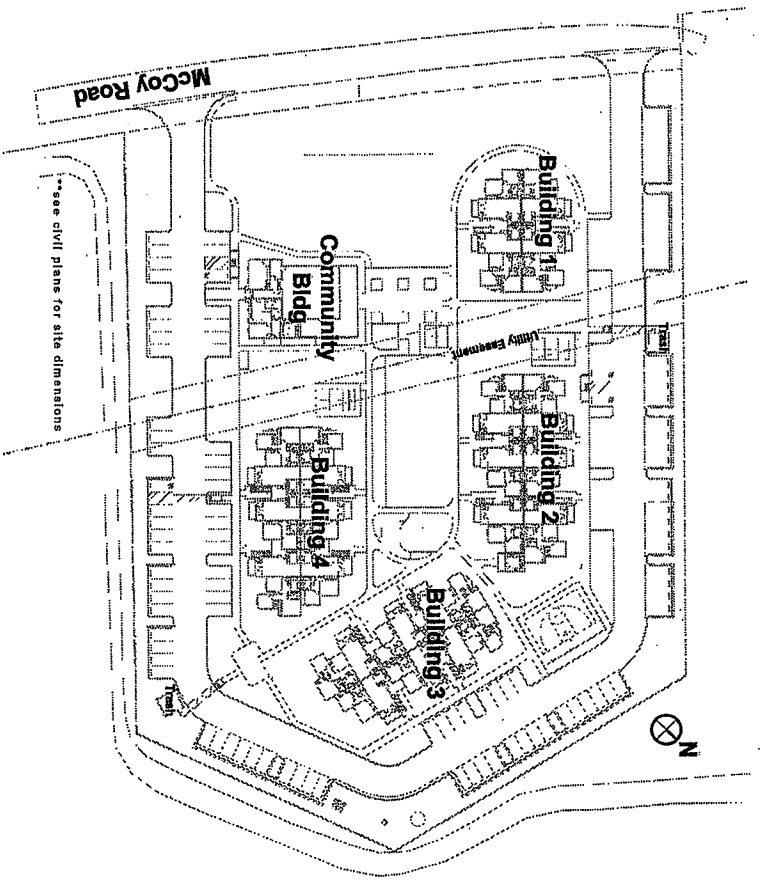 McCoy Road
**see civil plans for site dimensions
Building 1
Community
Bldg
Utility Easement
Trash
Building 2
Building 4
Building 3
Trash
N